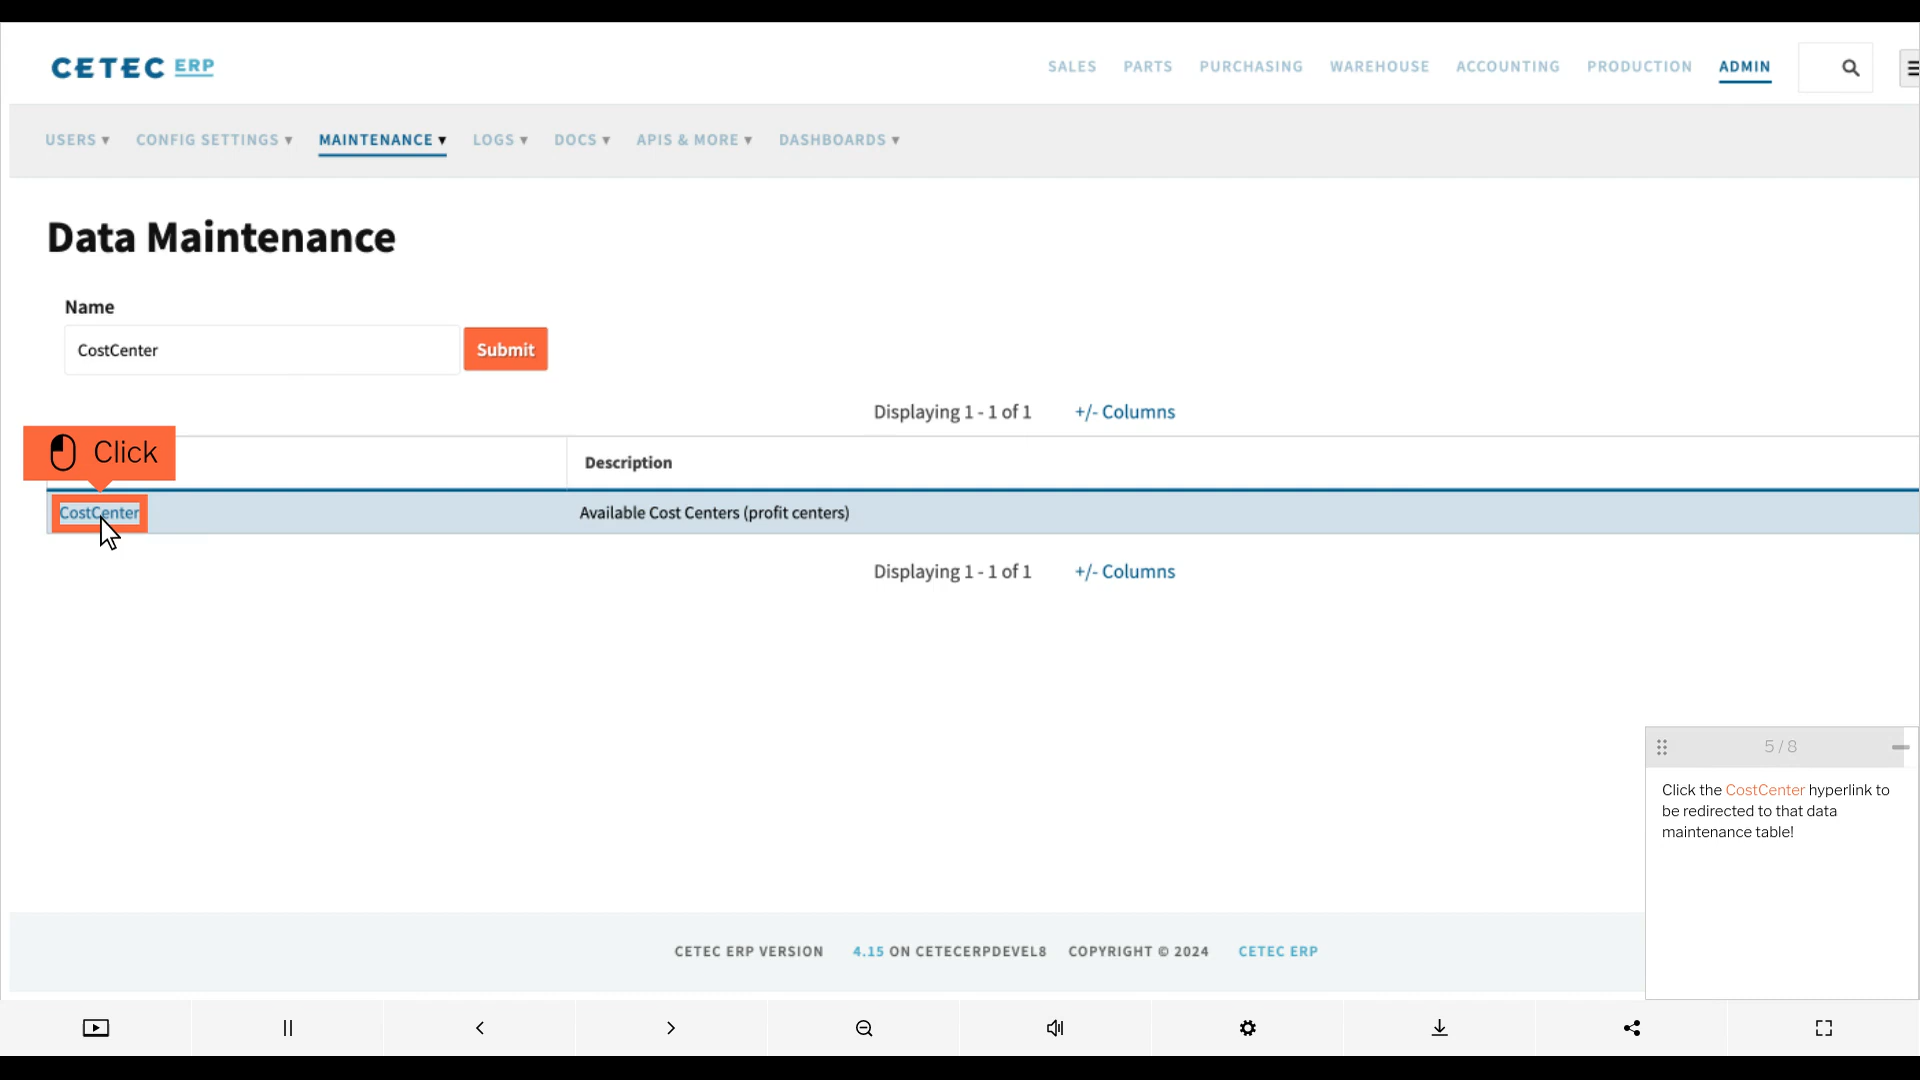 CETEC ERP
SALES PARTS PURCHASING WAREHOUSE ACCOUNTING PRODUCTION ADMIN
USERS ▾ CONFIG SETTINGS ▾ MAINTENANCE ▾ LOGS ▾ DOCS ▾ APIS & MORE ▾ DASHBOARDS ▾
Data Maintenance
Name
CostCenter Submit
Displaying 1 - 1 of 1 +/- Columns
Click
Description
CostCenter Available Cost Centers (profit centers)
Displaying 1 - 1 of 1 +/- Columns
5 / 8
Click the CostCenter hyperlink to
be redirected to that data
maintenance table!
CETEC ERP VERSION 4.15 ON CETECERPDEVEL8 COPYRIGHT © 2024 CETEC ERP